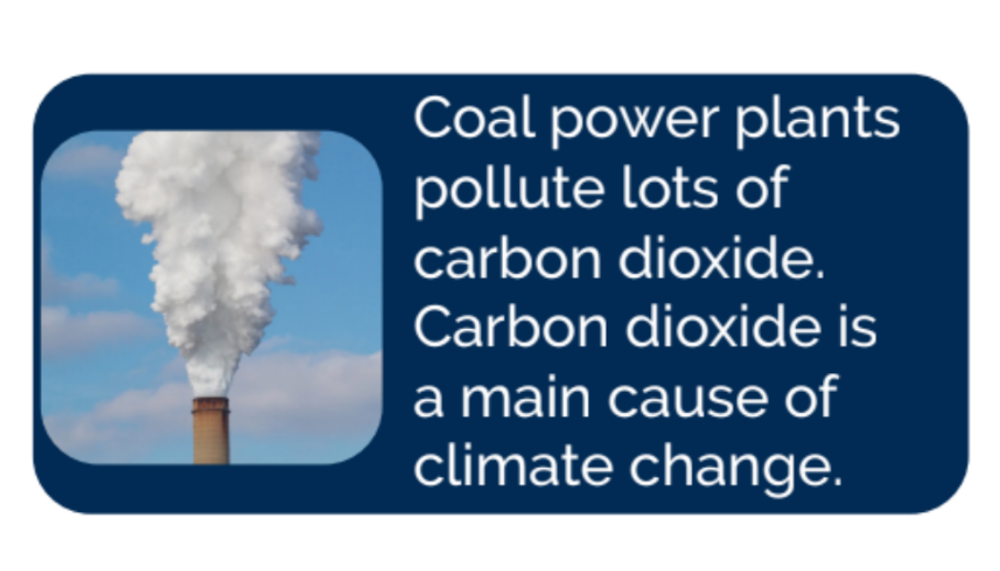 Coal power plants
pollute lots of
carbon dioxide.
Carbon dioxide is
a main cause of
climate change.